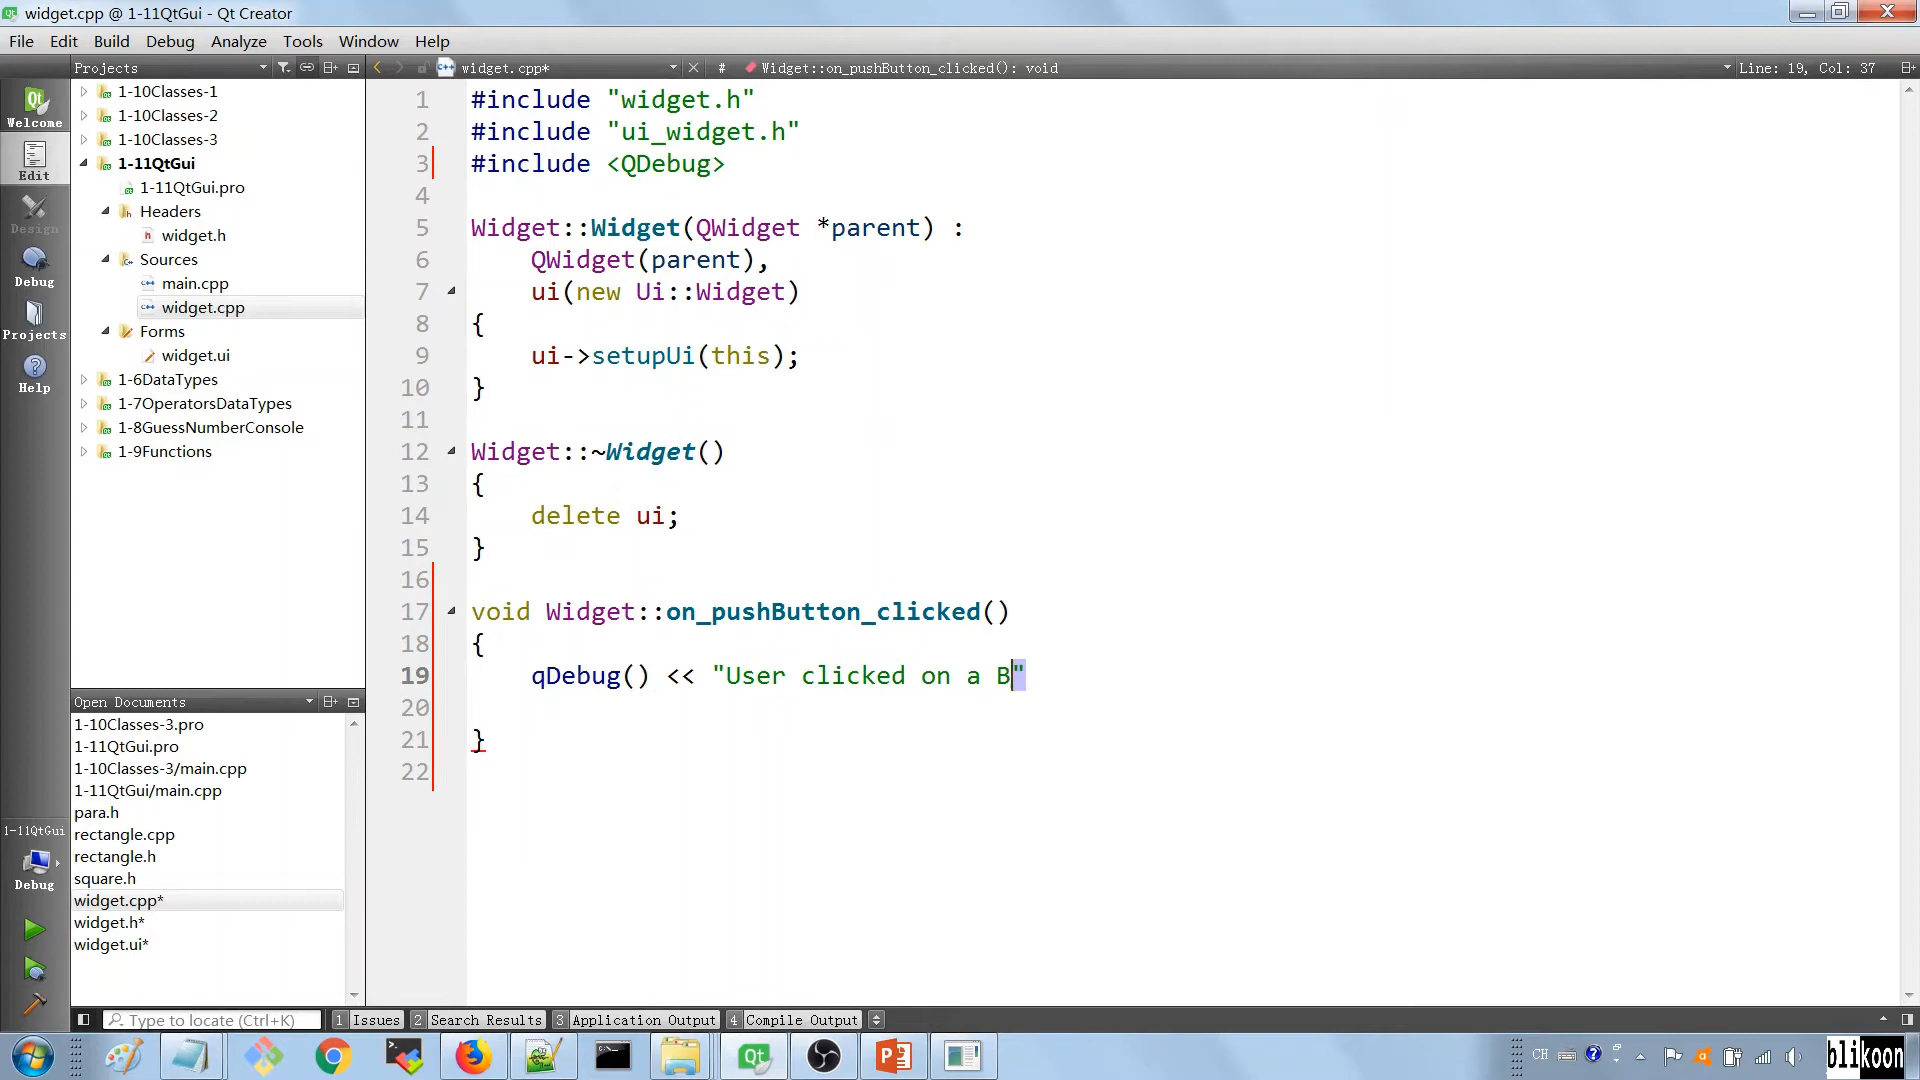 widget.cpp @ 1-11QtGui - Qt Creator
File Edit Build Debug Analyze Tools Window Help
Projects
widget.cpp*
# Widget::on_pushButton_clicked(): void
Line: 19, Col: 37
Welcome
Edit
Design
Debug
Projects
Help
1-10Classes-1
1-10Classes-2
1-10Classes-3
1-11QtGui
1-11QtGui.pro
Headers
widget.h
Sources
main.cpp
widget.cpp
Forms
widget.ui
1-6DataTypes
1-7OperatorsDataTypes
1-8GuessNumberConsole
1-9Functions
1 #include "widget.h"
2 #include "ui_widget.h"
3 #include <QDebug>
4
5 Widget::Widget(QWidget *parent) :
6 QWidget(parent),
7 ui(new Ui::Widget)
8 {
9 ui->setupUi(this);
10 }
11
12 Widget::~Widget()
13 {
14 delete ui;
15 }
16
17 void Widget::on_pushButton_clicked()
18 {
19 qDebug() << "User clicked on a B"
20
21 }
22
Open Documents
1-10Classes-3.pro
1-11QtGui.pro
1-10Classes-3/main.cpp
1-11QtGui/main.cpp
para.h
rectangle.cpp
rectangle.h
square.h
widget.cpp*
widget.h*
widget.ui*
1-11QtGui
Debug
Type to locate (Ctrl+K)
1 Issues 2 Search Results 3 Application Output 4 Compile Output
CH
blikoon